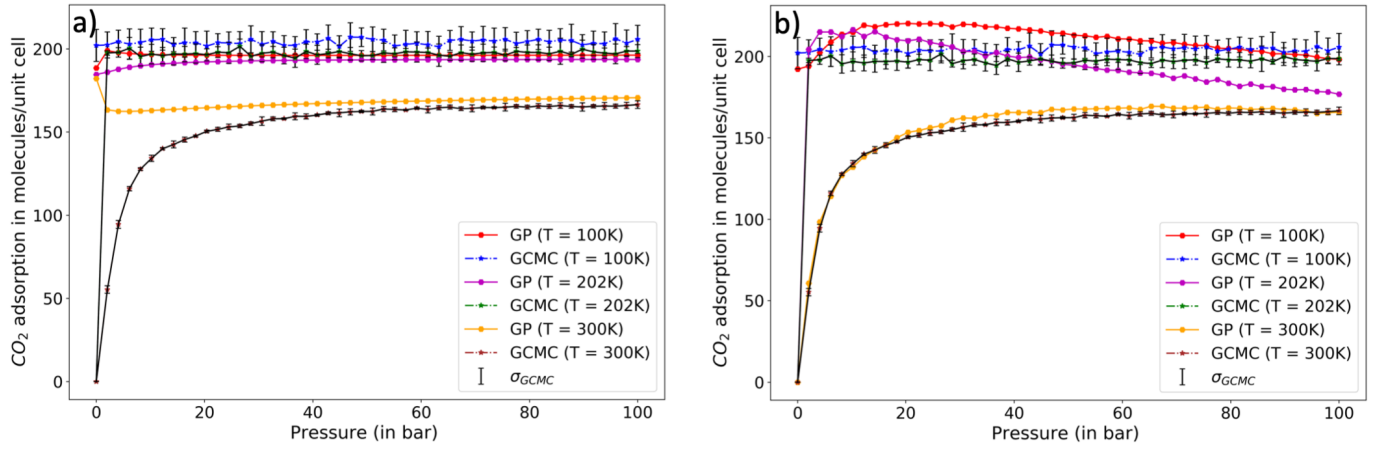 a)
CO₂ adsorption in molecules/unit cell
200
150
100
50
0
0 20 40 60 80 100
Pressure (in bar)
GP (T = 100K)
GCMC (T = 100K)
GP (T = 202K)
GCMC (T = 202K)
GP (T = 300K)
GCMC (T = 300K)
σGCMC
b)
CO₂ adsorption in molecules/unit cell
200
150
100
50
0
0 20 40 60 80 100
Pressure (in bar)
GP (T = 100K)
GCMC (T = 100K)
GP (T = 202K)
GCMC (T = 202K)
GP (T = 300K)
GCMC (T = 300K)
σGCMC